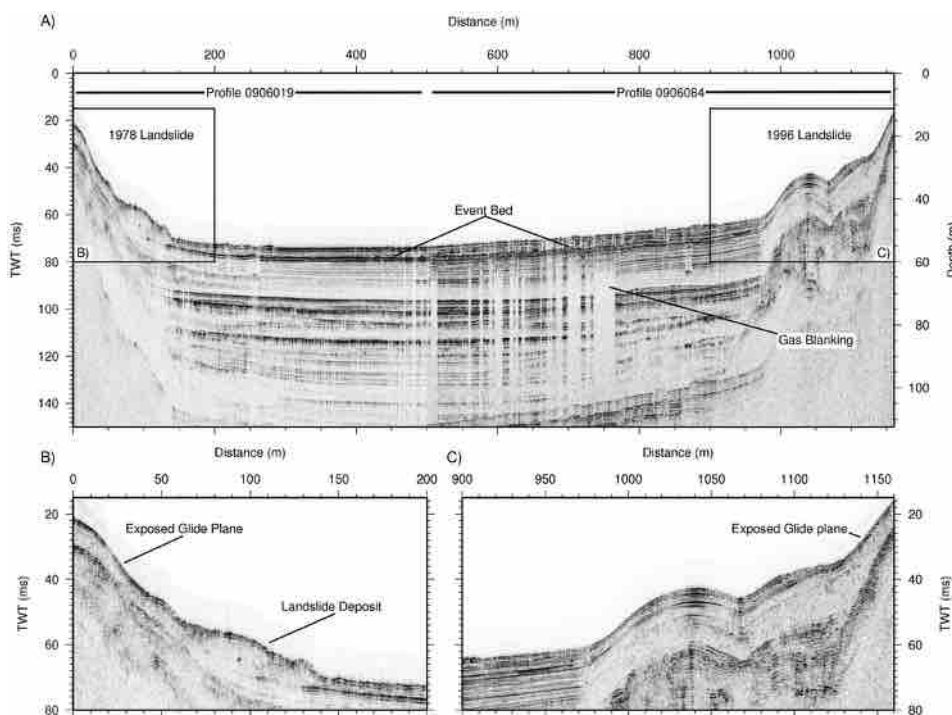 A)
Distance (m)
0 200 400 600 800 1000
0 0
Profile 0906019 Profile 0906084
20 20
1978 Landslide 1996 Landslide
40 40
60 60
80 80
100 100
120
140
TWT (ms)
Depth (m)
Event Bed
B) C)
Gas Blanking
B) Distance (m)
0 50 100 150 200
20
40
60
80
TWT (ms)
Exposed Glide Plane
Landslide Deposit
C) Distance (m)
900 950 1000 1050 1100 1150
20
40
60
80
TWT (ms)
Exposed Glide plane